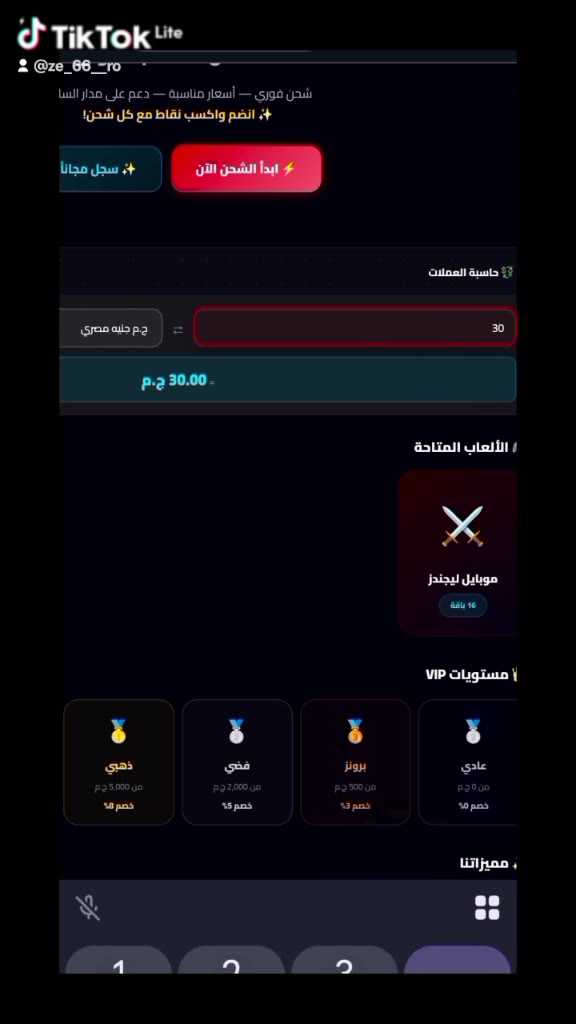 TikTok Lite
@ze_66__ro
شحن فوري — أسعار مناسبة — دعم على مدار السا
✨ انضم واكسب نقاط مع كل شحن!
⚡ ابدأ الشحن الآن
✨ سجل مجاناً
💱 حاسبة العملات
30
⇄
ج.م جنيه مصري
= 30.00 ج.م
الألعاب المتاحة
موبايل ليجندز
16 باقة
مستويات VIP
عادي
من 0 ج.م
خصم 0%
برونز
من 500 ج.م
خصم 3%
فضي
من 2,000 ج.م
خصم 5%
ذهبي
من 5,000 ج.م
خصم 8%
مميزاتنا
1 2 3